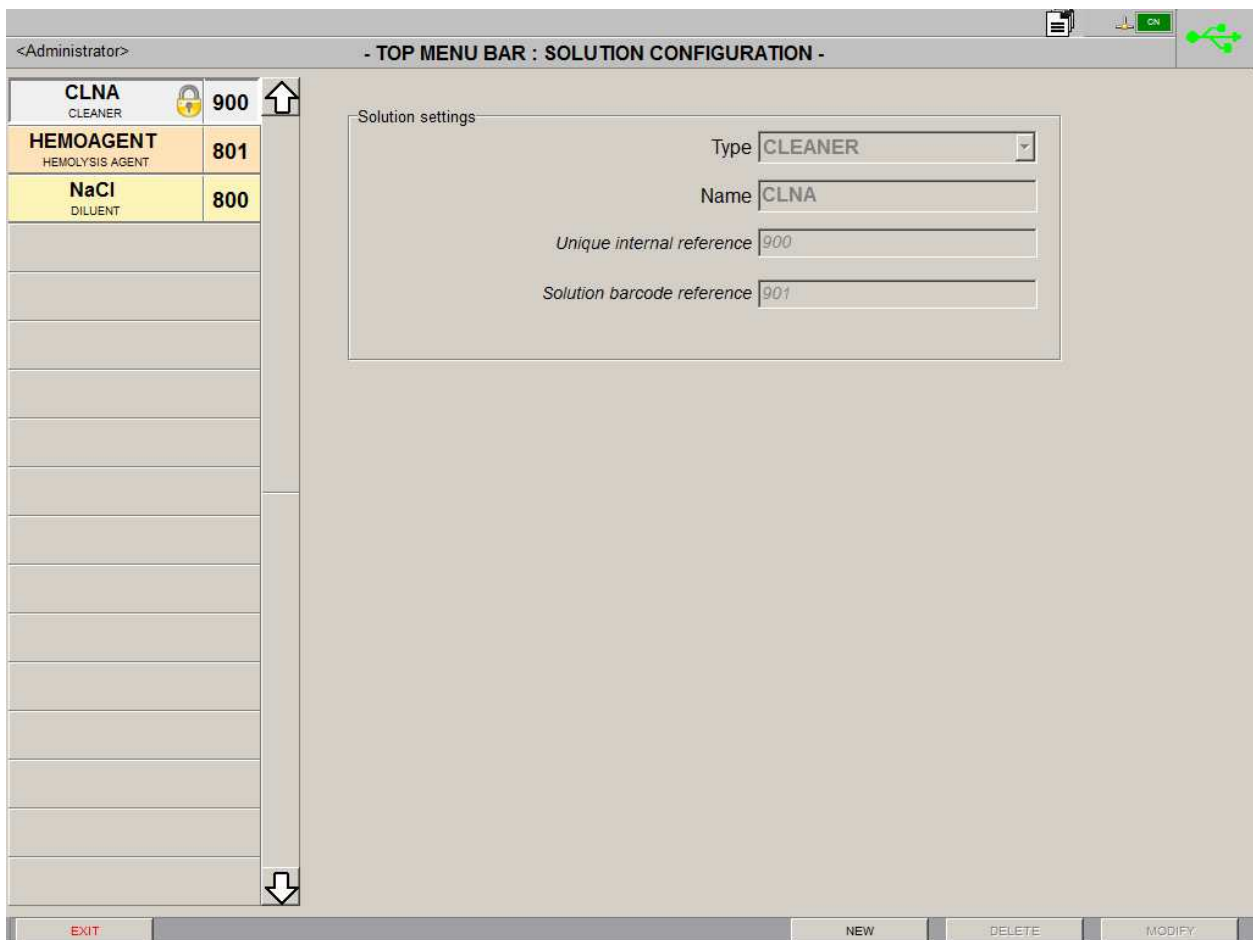 ON
<Administrator>
- TOP MENU BAR : SOLUTION CONFIGURATION -
CLNA
CLEANER
900
HEMOAGENT
HEMOLYSIS AGENT
801
NaCl
DILUENT
800
Solution settings
Type CLEANER
Name CLNA
Unique internal reference 900
Solution barcode reference 901
EXIT
NEW
DELETE
MODIFY